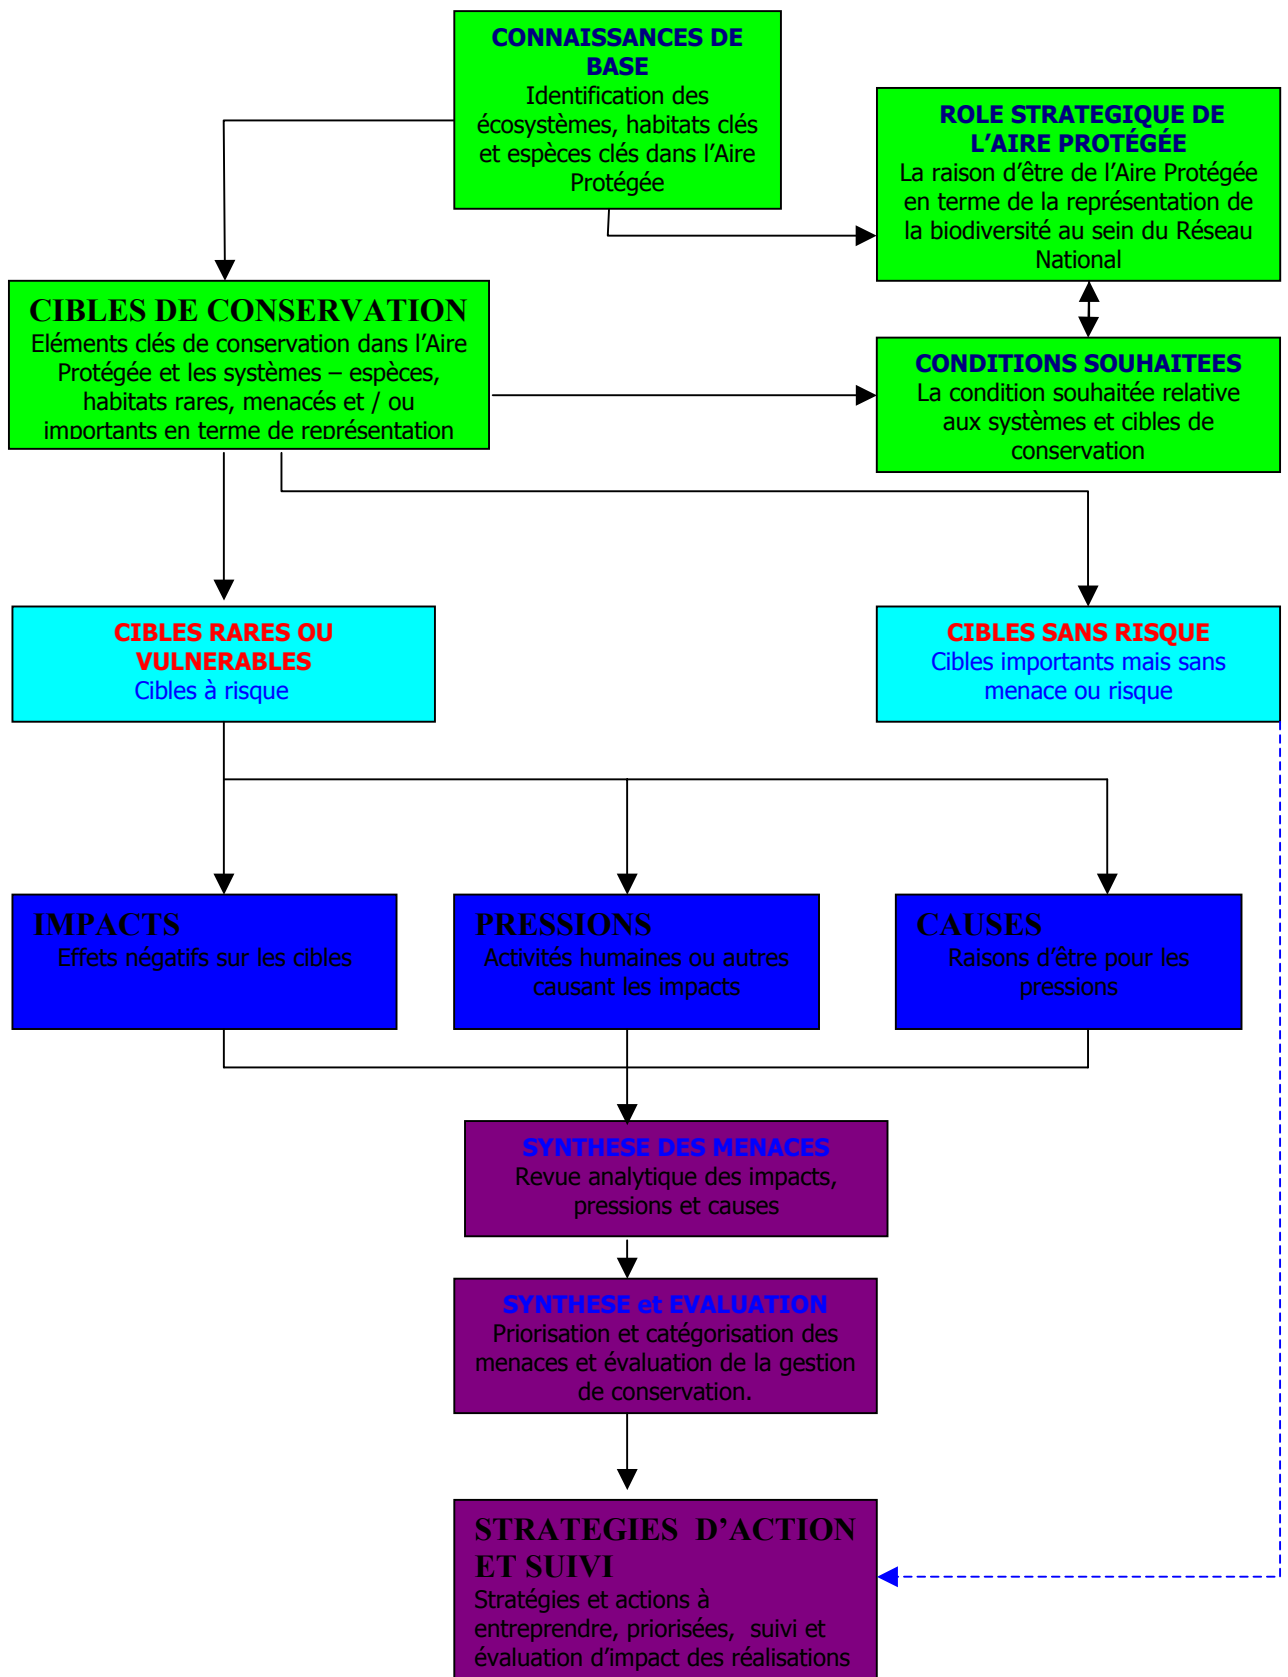 CONNAISSANCES DE
BASE
Identification des
écosystèmes, habitats clés
et espèces clés dans l’Aire
Protégée
ROLE STRATEGIQUE DE
L’AIRE PROTÉGÉE
La raison d’être de l’Aire Protégée
en terme de la représentation de
la biodiversité au sein du Réseau
National
CIBLES DE CONSERVATION
Eléments clés de conservation dans l’Aire
Protégée et les systèmes – espèces,
habitats rares, menacés et / ou
importants en terme de représentation
CONDITIONS SOUHAITEES
La condition souhaitée relative
aux systèmes et cibles de
conservation
CIBLES RARES OU
VULNERABLES
Cibles à risque
CIBLES SANS RISQUE
Cibles importants mais sans
menace ou risque
IMPACTS
Effets négatifs sur les cibles
PRESSIONS
Activités humaines ou autres
causant les impacts
CAUSES
Raisons d’être pour les
pressions
SYNTHESE DES MENACES
Revue analytique des impacts,
pressions et causes
SYNTHESE et EVALUATION
Priorisation et catégorisation des
menaces et évaluation de la gestion
de conservation.
STRATEGIES D’ACTION
ET SUIVI
Stratégies et actions à
entreprendre, priorisées, suivi et
évaluation d’impact des réalisations